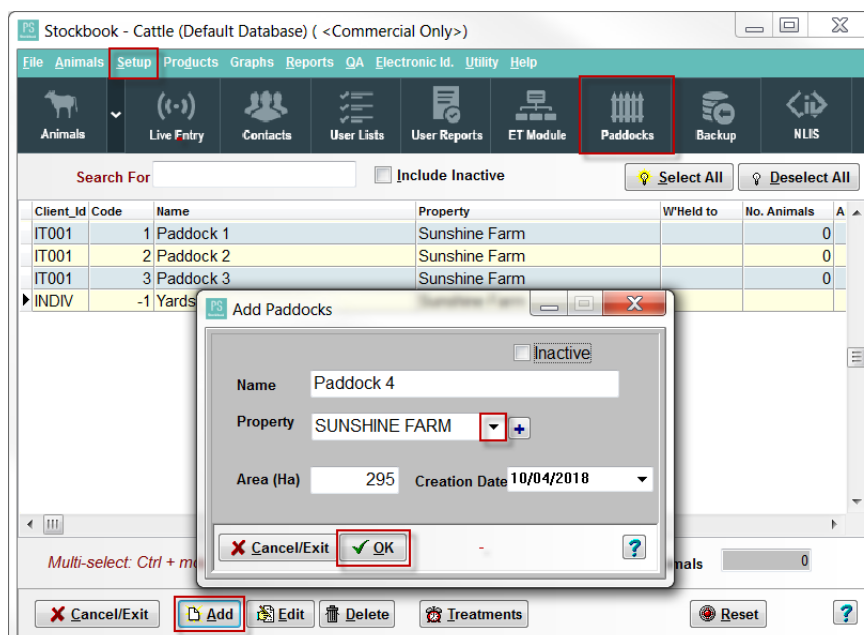 PS
Stockbook - Cattle (Default Database) ( <Commercial Only>)
File Animals Setup Products Graphs Reports QA Electronic Id. Utility Help
Animals Live Entry Contacts User Lists User Reports ET Module Paddocks Backup NLIS
Search For Include Inactive Select All Deselect All
Client_Id Code Name Property W'Held to No. Animals A
IT001 1 Paddock 1 Sunshine Farm 0
IT001 2 Paddock 2 Sunshine Farm 0
IT001 3 Paddock 3 Sunshine Farm 0
INDIV -1 Yards
PS Add Paddocks
Inactive
Name Paddock 4
Property SUNSHINE FARM +
Area (Ha) 295 Creation Date 10/04/2018
Cancel/Exit OK - ?
Multi-select: Ctrl + mo mals 0
Cancel/Exit Add Edit Delete Treatments Reset ?